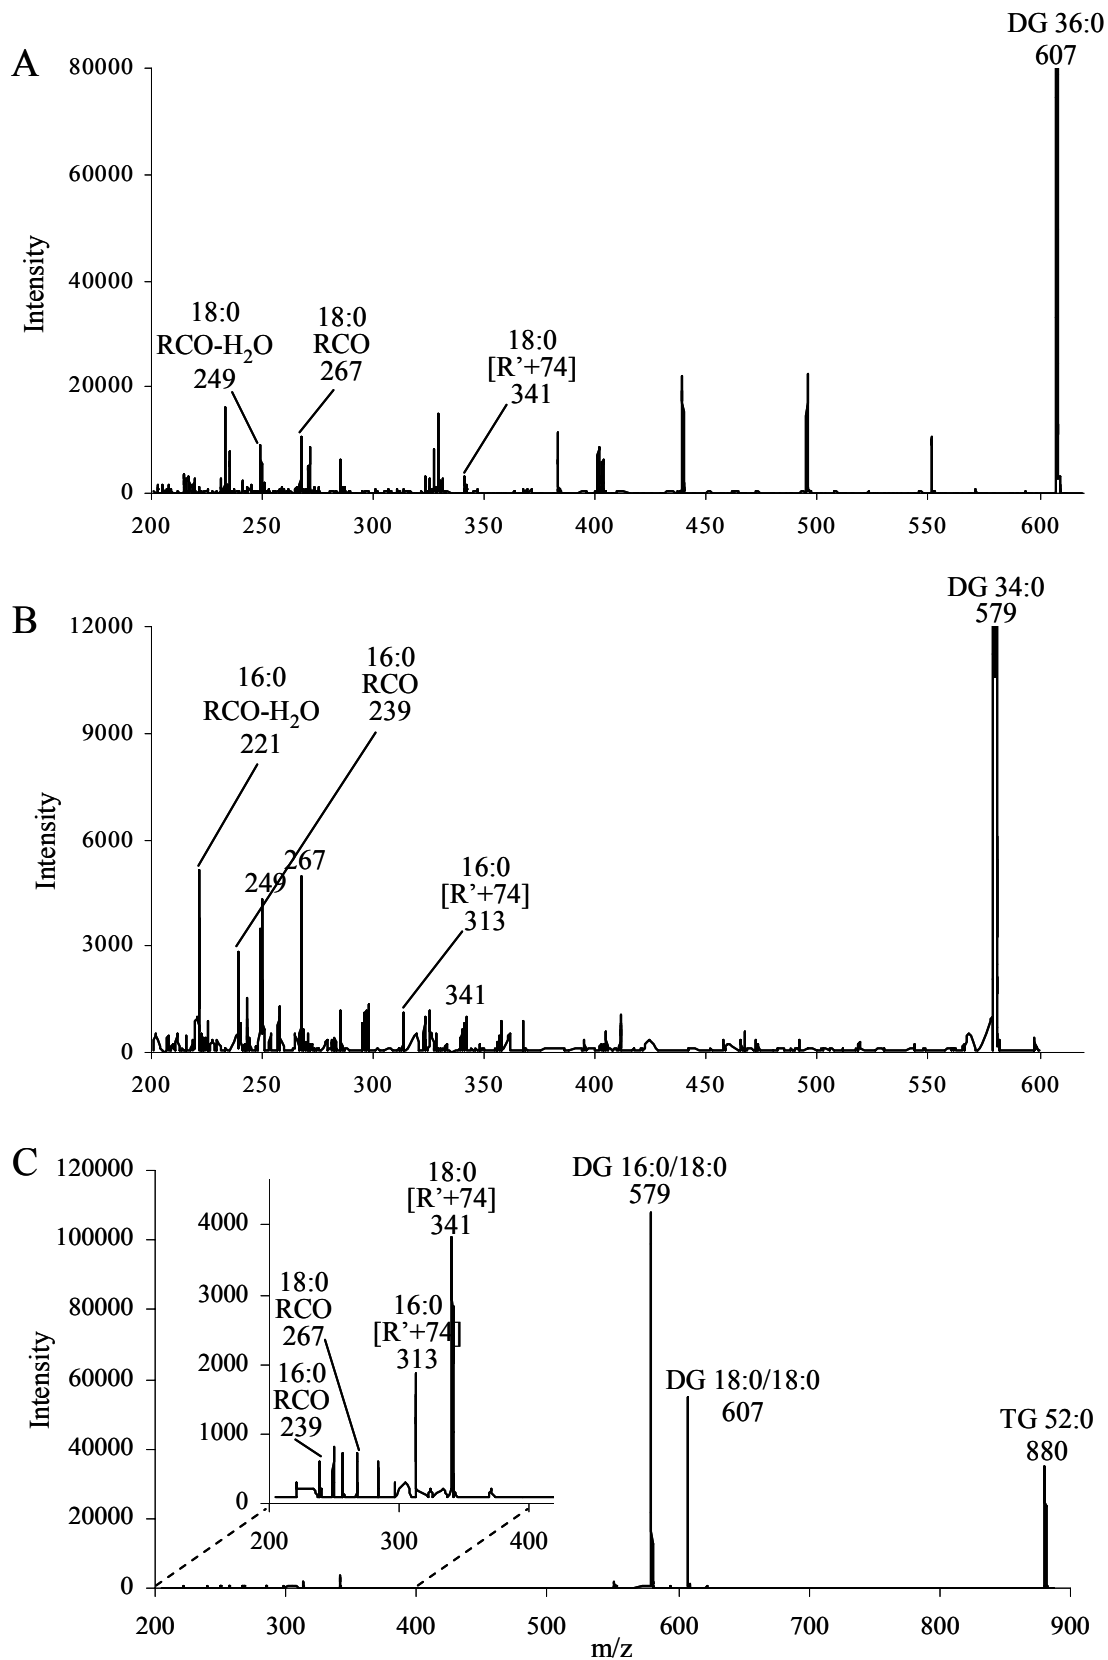 A
DG 36:0
607
80000
60000
40000
20000
0
Intensity
18:0
RCO-H₂O
249
18:0
RCO
267
18:0
[R’+74]
341
200 250 300 350 400 450 500 550 600
B
DG 34:0
579
12000
9000
6000
3000
0
Intensity
16:0
RCO-H₂O
221
16:0
RCO
239
249
267
16:0
[R’+74]
313
341
200 250 300 350 400 450 500 550 600
C
120000
100000
80000
60000
40000
20000
0
Intensity
4000
3000
2000
1000
0
18:0
RCO
267
16:0
RCO
239
16:0
[R’+74]
313
18:0
[R’+74]
341
200 300 400
DG 16:0/18:0
579
DG 18:0/18:0
607
TG 52:0
880
200 300 400 500 600 700 800 900
m/z